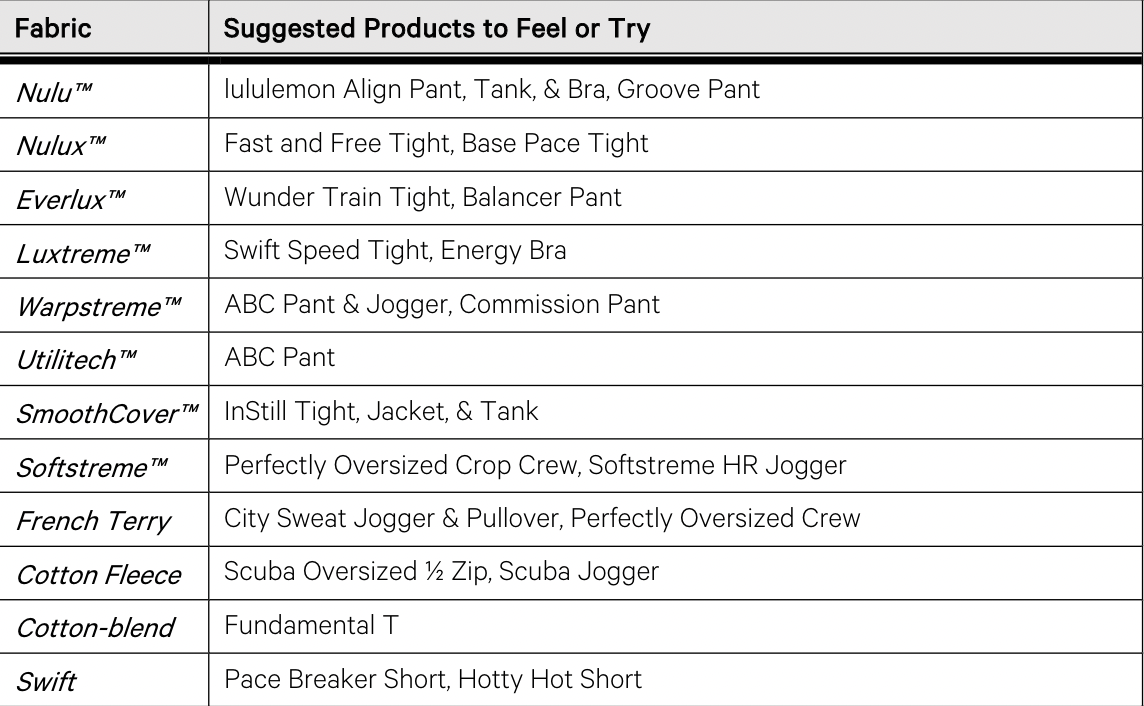 Fabric Suggested Products to Feel or Try
Nulu™ lululemon Align Pant, Tank, & Bra, Groove Pant
Nulux™ Fast and Free Tight, Base Pace Tight
Everlux™ Wunder Train Tight, Balancer Pant
Luxtreme™ Swift Speed Tight, Energy Bra
Warpstreme™ ABC Pant & Jogger, Commission Pant
Utilitech™ ABC Pant
SmoothCover™ InStill Tight, Jacket, & Tank
Softstreme™ Perfectly Oversized Crop Crew, Softstreme HR Jogger
French Terry City Sweat Jogger & Pullover, Perfectly Oversized Crew
Cotton Fleece Scuba Oversized ½ Zip, Scuba Jogger
Cotton-blend Fundamental T
Swift Pace Breaker Short, Hotty Hot Short